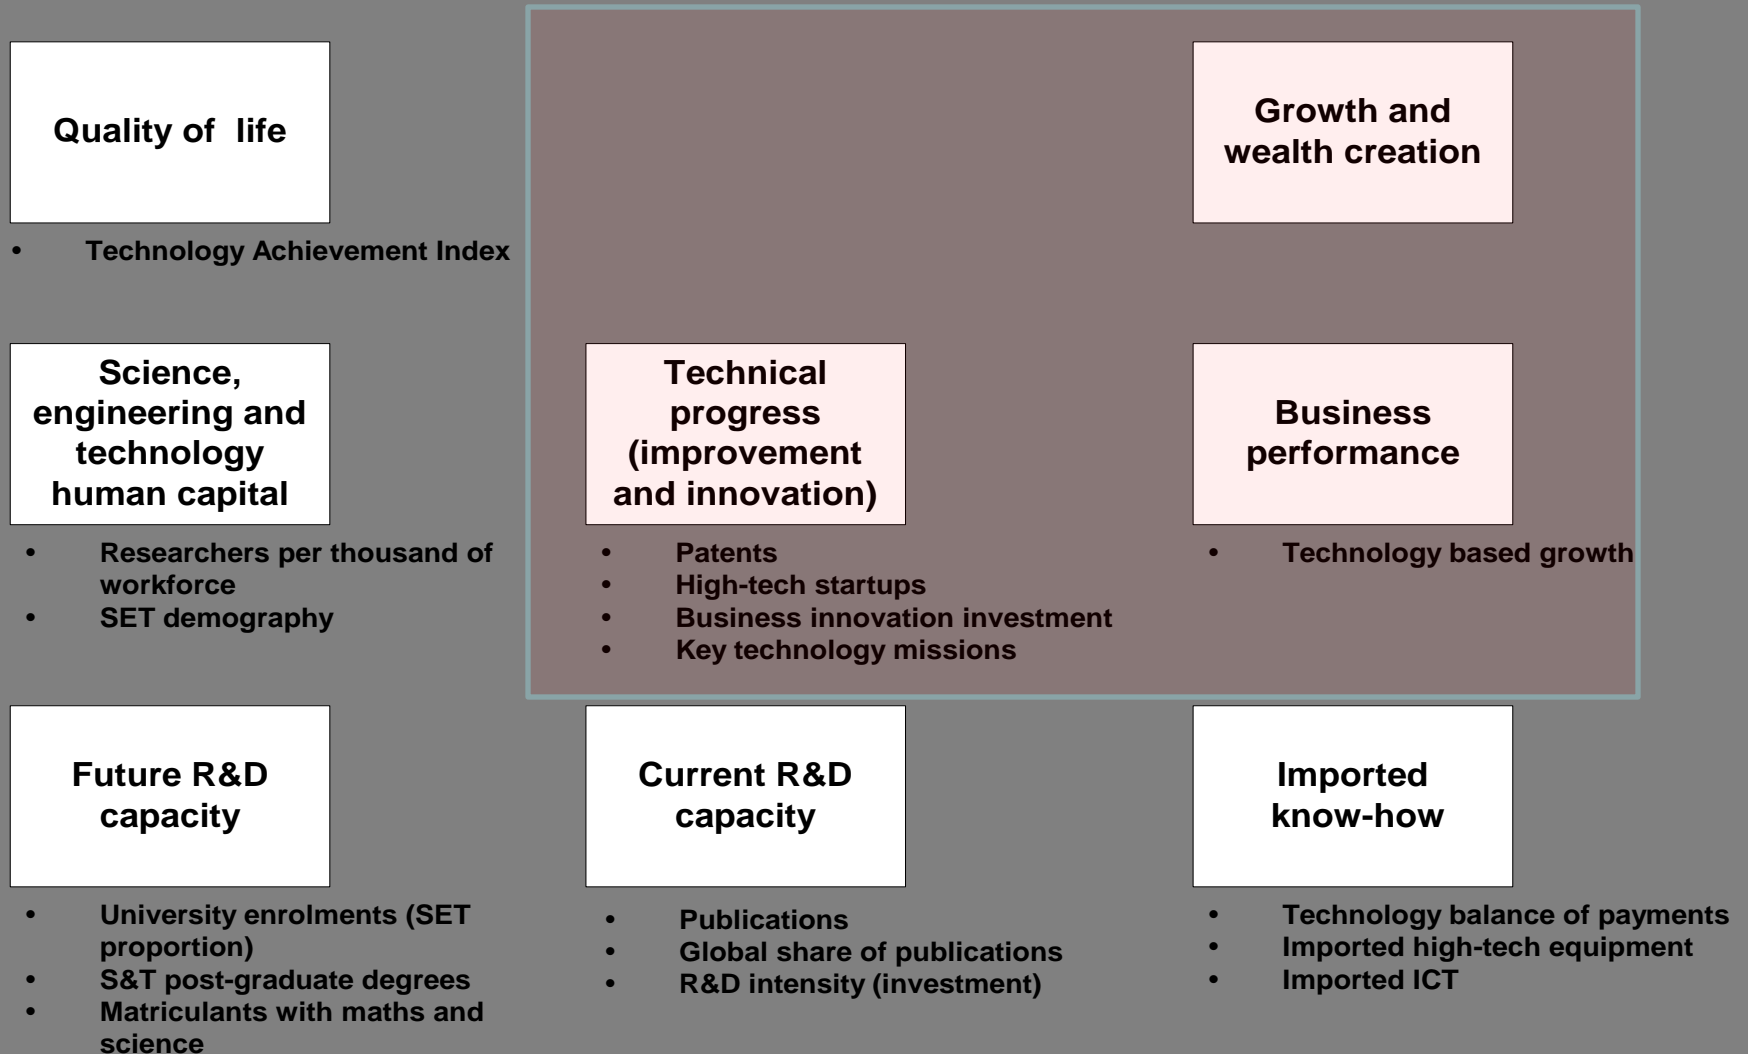 Quality of life
• Technology Achievement Index
Growth and
wealth creation
Science,
engineering and
technology
human capital
• Researchers per thousand of
workforce
• SET demography
Technical
progress
(improvement
and innovation)
• Patents
• High-tech startups
• Business innovation investment
• Key technology missions
Business
performance
• Technology based growth
Future R&D
capacity
• University enrolments (SET
proportion)
• S&T post-graduate degrees
• Matriculants with maths and
science
Current R&D
capacity
• Publications
• Global share of publications
• R&D intensity (investment)
Imported
know-how
• Technology balance of payments
• Imported high-tech equipment
• Imported ICT